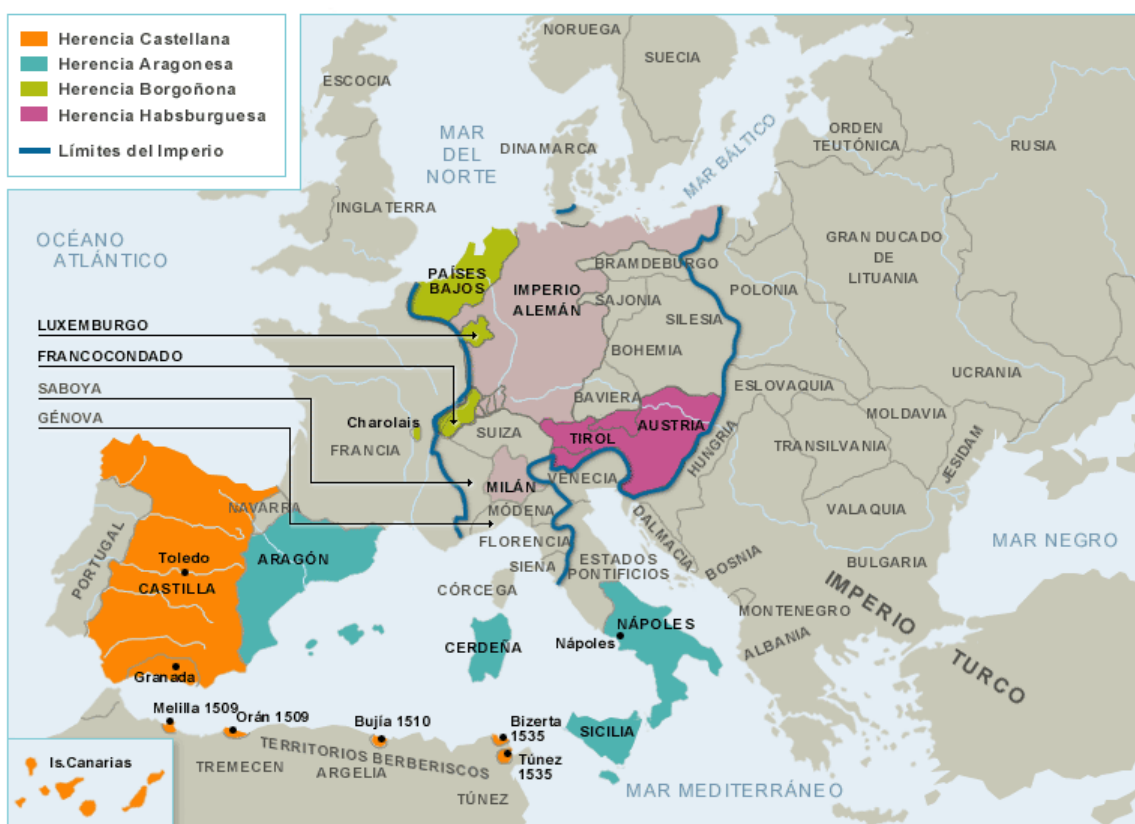 Herencia Castellana
Herencia Aragonesa
Herencia Borgoñona
Herencia Habsburguesa
Límites del Imperio
NORUEGA
SUECIA
ESCOCIA
MAR
DEL
NORTE
DINAMARCA
MAR BÁLTICO
ORDEN
TEUTÓNICA
RUSIA
INGLATERRA
OCÉANO
ATLÁNTICO
PAÍSES
BAJOS
IMPERIO
ALEMÁN
BRAMDEBURGO
SAJONIA
SILESIA
POLONIA
GRAN DUCADO
DE
LITUANIA
LUXEMBURGO
FRANCOCONDADO
SABOYA
GÉNOVA
BOHEMIA
BAVIERA
ESLOVAQUIA
UCRANIA
MOLDAVIA
Charolais
FRANCIA
SUIZA
TIROL
AUSTRIA
HUNGRIA
TRANSILVANIA
JESIDAM
MILÁN
VENECIA
MÓDENA
VALAQUIA
NAVARRA
PORTUGAL
Toledo
CASTILLA
ARAGÓN
FLORENCIA
SIENA
ESTADOS
PONTIFICIOS
DALMACIA
BOSNIA
BULGARIA
MAR NEGRO
CÓRCEGA
MONTENEGRO
ALBANIA
IMPERIO
TURCO
CERDEÑA
NÁPOLES
Nápoles
Granada
Melilla 1509
Orán 1509
Bujía 1510
Bizerta
1535
SICILIA
Túnez
1535
TERRITORIOS BERBERISCOS
TREMECEN
ARGELIA
TÚNEZ
MAR MEDITERRÁNEO
Is.Canarias